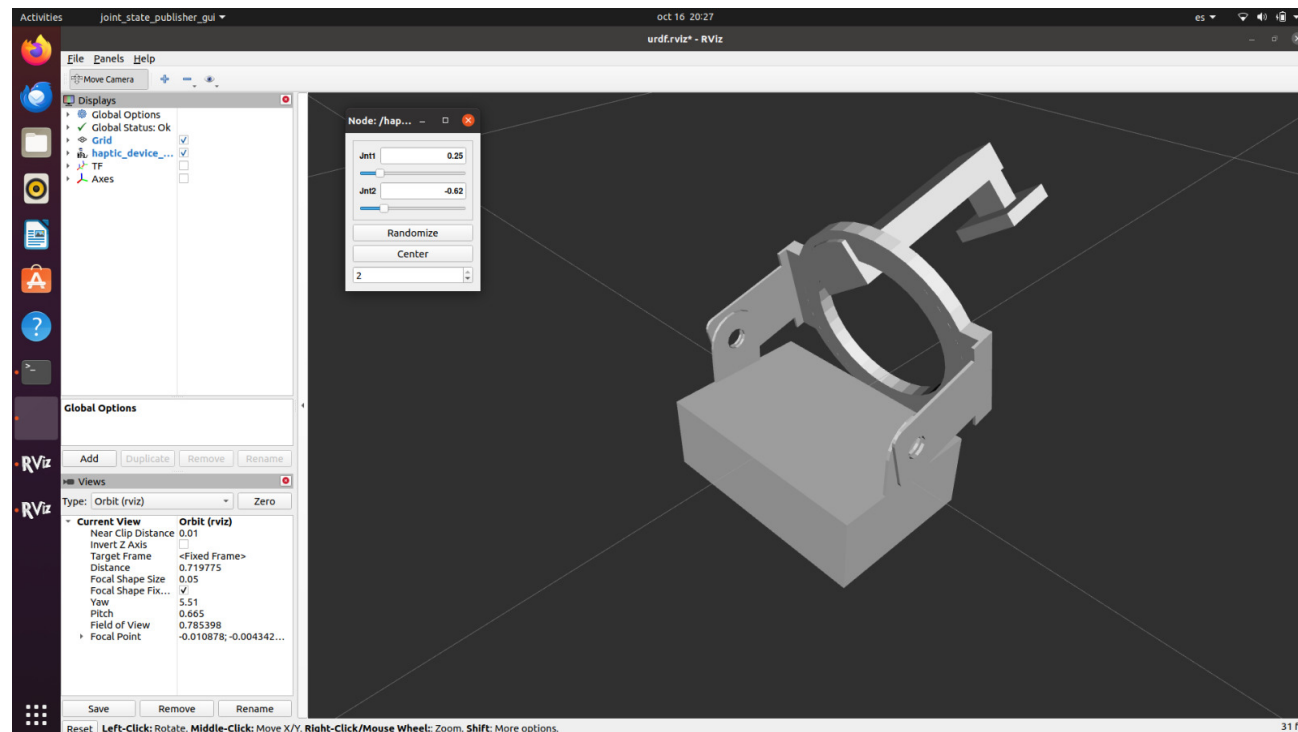 Activities joint_state_publisher_gui oct 16 20:27 es
urdf.rviz* - RViz
File Panels Help
Move Camera
Displays
Global Options
Global Status: Ok
Grid
haptic_device_...
TF
Axes
Global Options
Add Duplicate Remove Rename
Views
Type: Orbit (rviz) Zero
Current View Orbit (rviz)
Near Clip Distance 0.01
Invert Z Axis
Target Frame <Fixed Frame>
Distance 0.719775
Focal Shape Size 0.05
Focal Shape Fix... ✓
Yaw 5.51
Pitch 0.665
Field of View 0.785398
Focal Point -0.010878; -0.004342...
Save Remove Rename
Reset Left-Click: Rotate. Middle-Click: Move X/Y. Right-Click/Mouse Wheel:: Zoom. Shift: More options. 31 f
Node: /hap...
Jnt1 0.25
Jnt2 -0.62
Randomize
Center
2
RViz
RViz